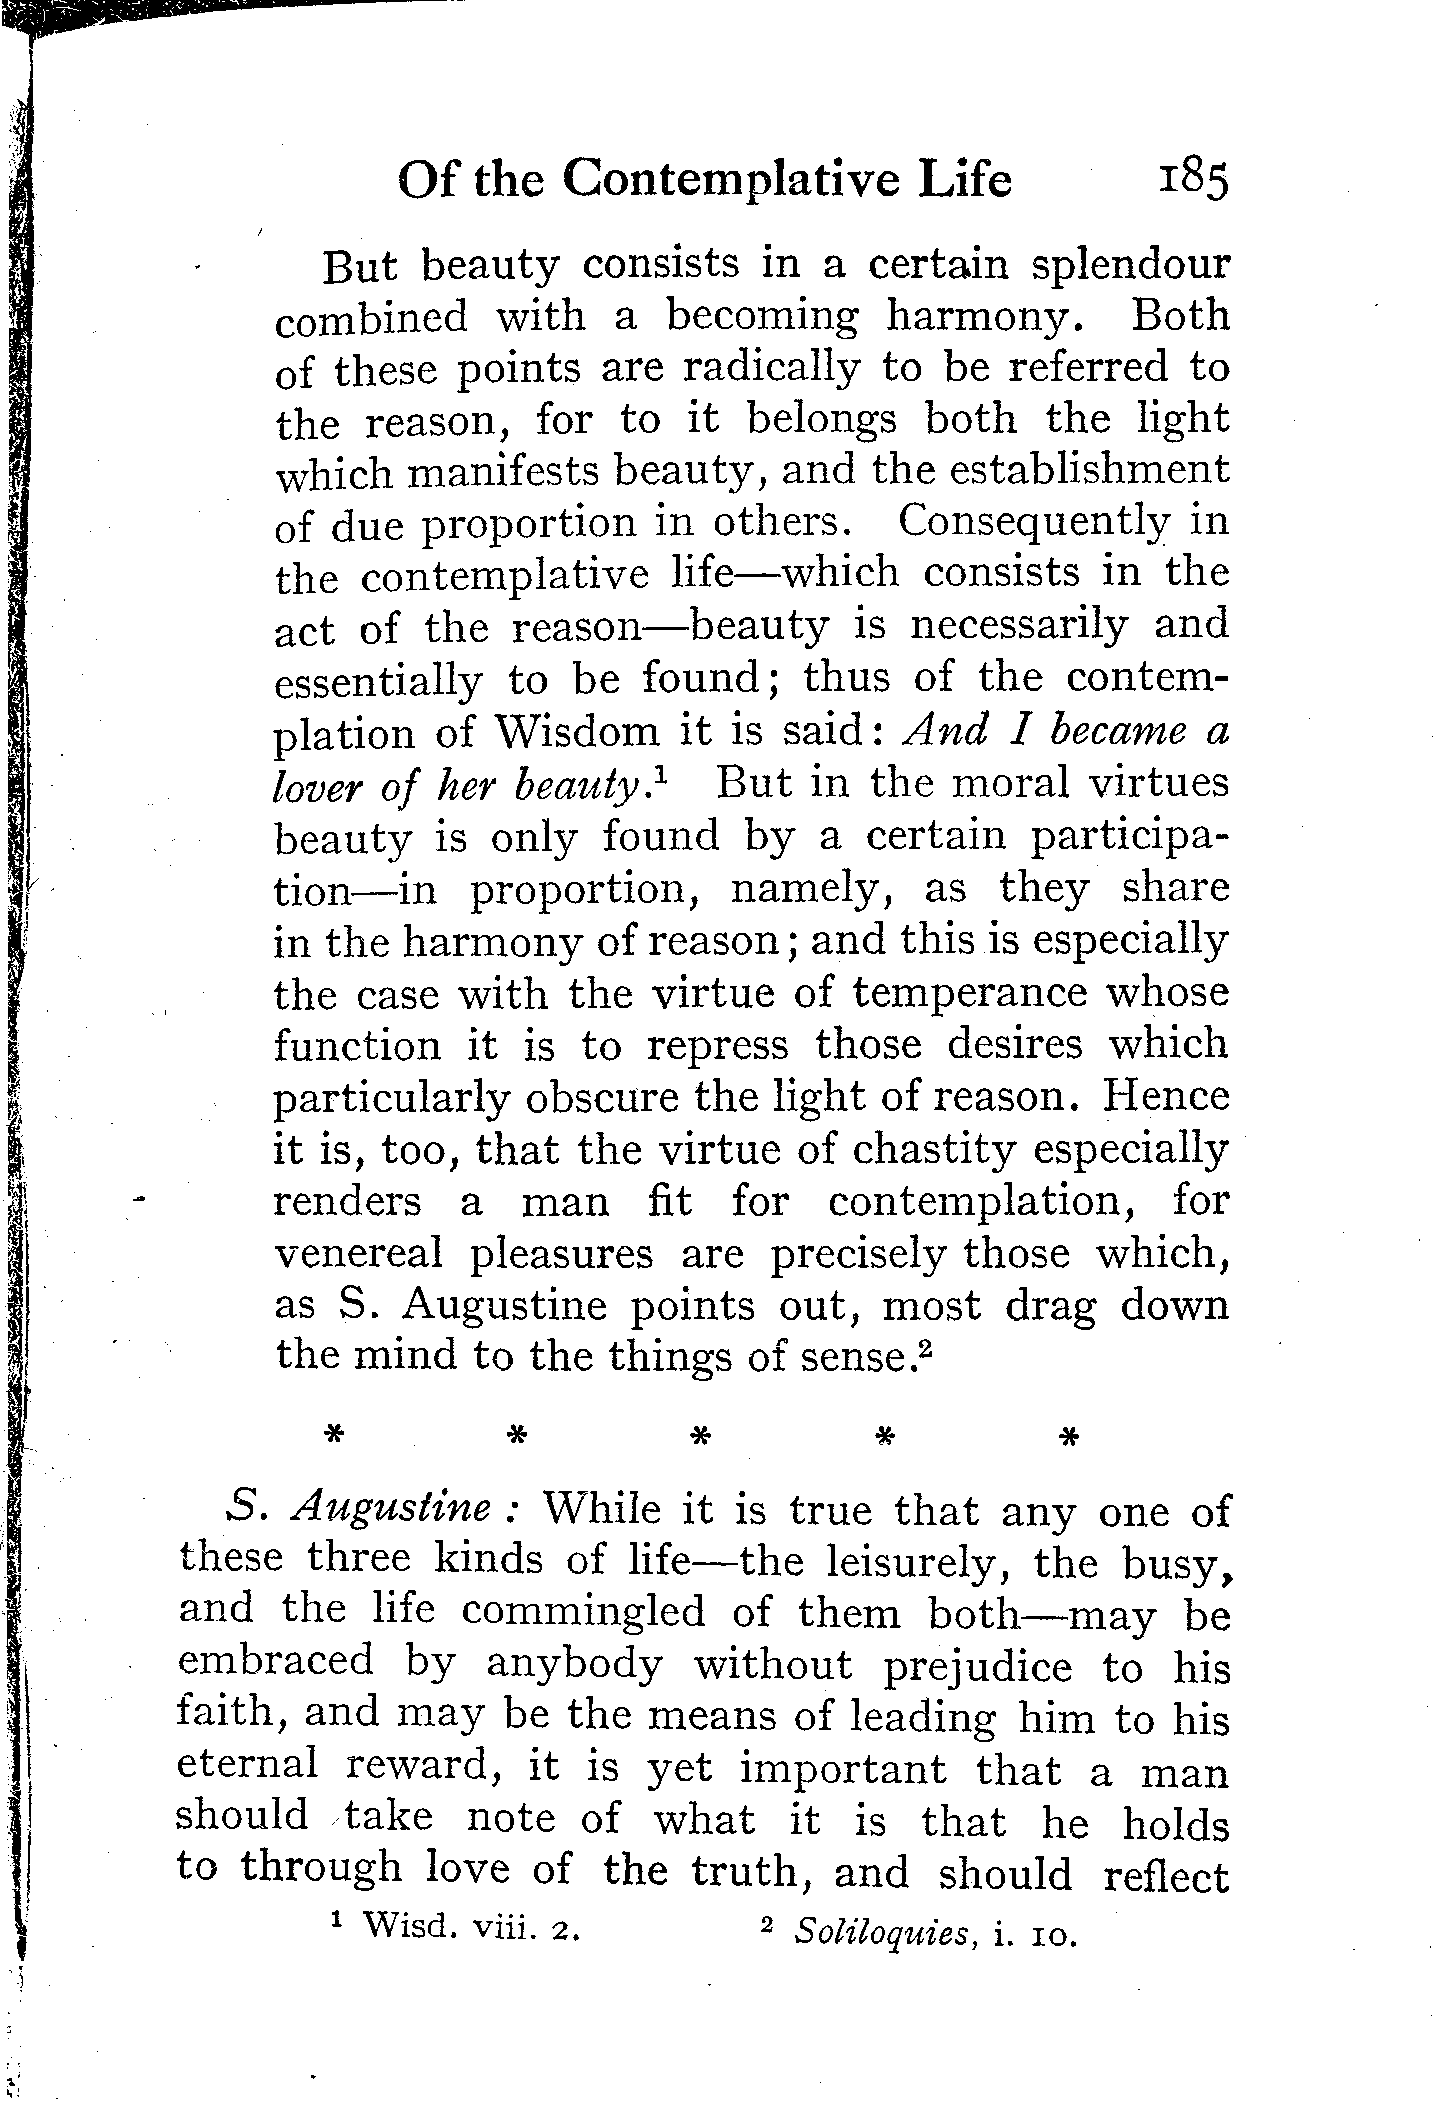 Of the Contemplative Life 185
But beauty consists in a certain splendour
combined with a becoming harmony. Both
of these points are radically to be referred to
the reason, for to it belongs both the light
which manifests beauty, and the establishment
of due proportion in others. Consequently in
the contemplative life—which consists in the
act of the reason—beauty is necessarily and
essentially to be found; thus of the contem-
plation of Wisdom it is said: And I became a
lover of her beauty.¹ But in the moral virtues
beauty is only found by a certain participa-
tion—in proportion, namely, as they share
in the harmony of reason; and this is especially
the case with the virtue of temperance whose
function it is to repress those desires which
particularly obscure the light of reason. Hence
it is, too, that the virtue of chastity especially
renders a man fit for contemplation, for
venereal pleasures are precisely those which,
as S. Augustine points out, most drag down
the mind to the things of sense.²
* * * * *
S. Augustine: While it is true that any one of
these three kinds of life—the leisurely, the busy,
and the life commingled of them both—may be
embraced by anybody without prejudice to his
faith, and may be the means of leading him to his
eternal reward, it is yet important that a man
should take note of what it is that he holds
to through love of the truth, and should reflect
¹ Wisd. viii. 2. ² Soliloquies, i. 10.